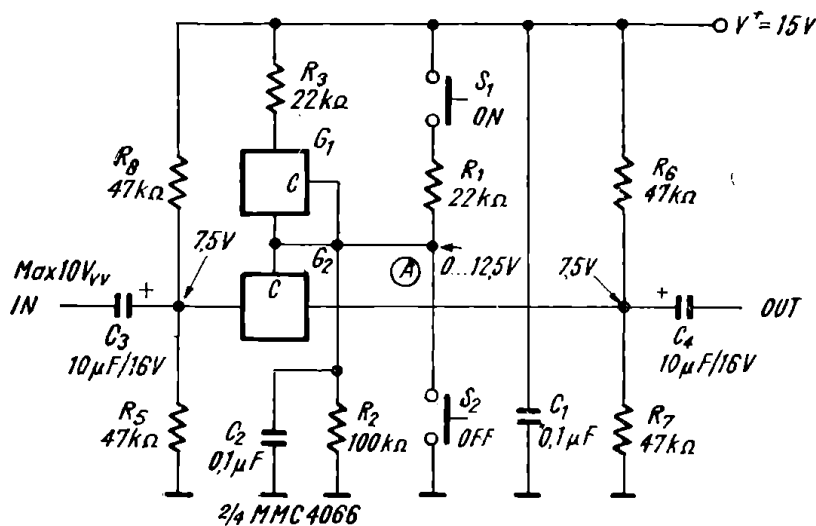 V⁺=15V
R₃
22kΩ
S₁
ON
G₁
C
R₈
47kΩ
R₁
22kΩ
R₆
47kΩ
7,5V
G₂
A
0...12,5V
7,5V
Max 10Vᵥᵥ
IN
+
C
+
OUT
C₃
10µF/16V
C₄
10µF/16V
R₅
47kΩ
C₂
0,1µF
R₂
100kΩ
S₂
OFF
C₁
0,1µF
R₇
47kΩ
2/4 MMC4066